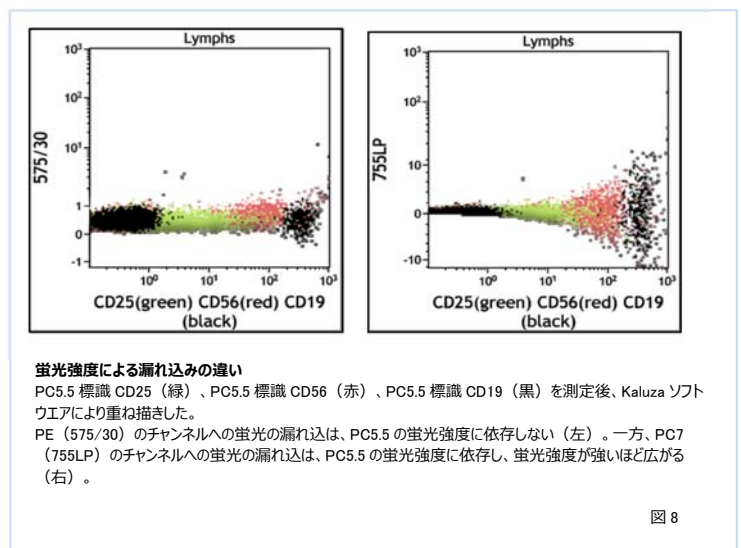 Lymphs
10³
10²
10¹
1
0
-1
575/30
10⁰ 10¹ 10² 10³
CD25(green) CD56(red) CD19
(black)
Lymphs
10³
10²
10
0
-10
755LP
10⁰ 10¹ 10² 10³
CD25(green) CD56(red) CD19
(black)
蛍光強度による漏れ込みの違い
PC5.5 標識 CD25（緑）、PC5.5 標識 CD56（赤）、PC5.5 標識 CD19（黒）を測定後、Kaluza ソフト
ウエアにより重ね描きした。
PE（575/30）のチャンネルへの蛍光の漏れ込は、PC5.5 の蛍光強度に依存しない（左）。一方、PC7
（755LP）のチャンネルへの蛍光の漏れ込は、PC5.5 の蛍光強度に依存し、蛍光強度が強いほど広がる
（右）。
図 8